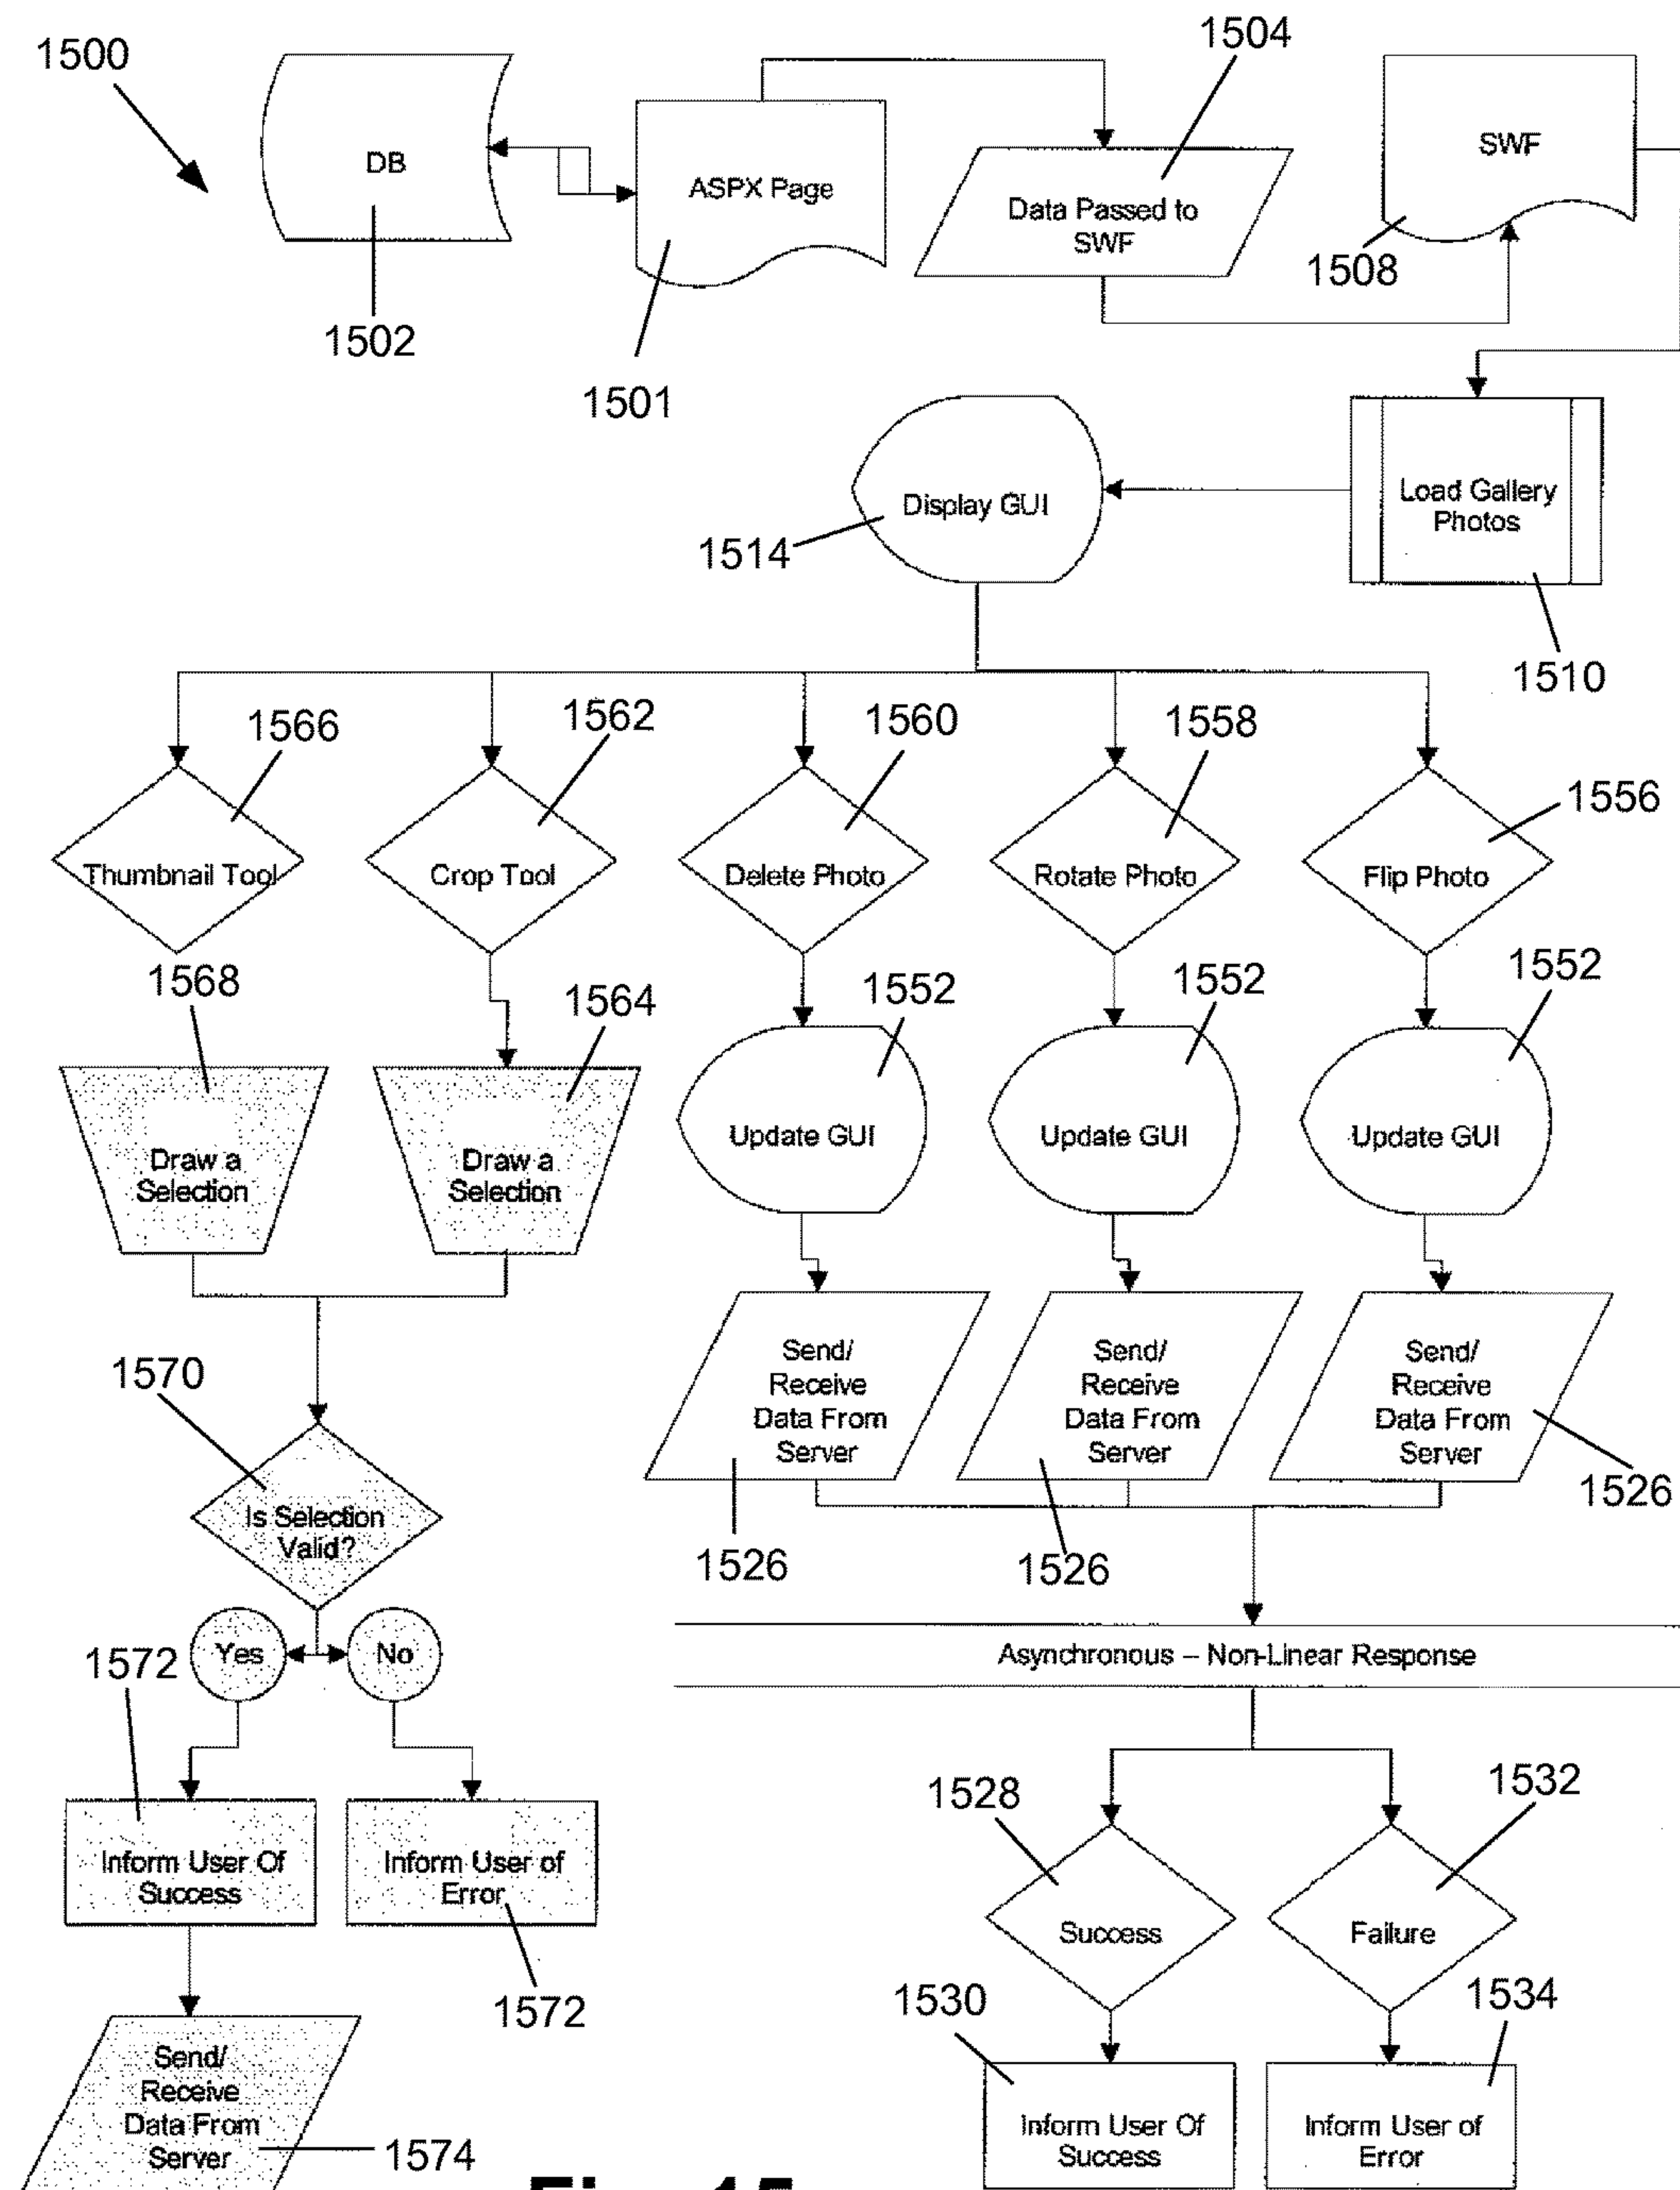 1500
DB
1502
ASPX Page
1501
1504
Data Passed to
SWF
SWF
1508
Display GUI
1514
Load Gallery
Photos
1510
1566
1562
1560
1558
1556
Thumbnail Tool
Crop Tool
Delete Photo
Rotate Photo
Flip Photo
1568
1564
1552
1552
1552
Draw a
Selection
Draw a
Selection
Update GUI
Update GUI
Update GUI
1570
Is Selection
Valid?
Send/
Receive
Data From
Server
Send/
Receive
Data From
Server
Send/
Receive
Data From
Server
1526
1526
1526
Yes
No
1572
Asynchronous – Non-Linear Response
Inform User Of
Success
Inform User of
Error
1572
1528
1532
Success
Failure
1530
1534
Send/
Receive
Data From
Server
1574
Inform User Of
Success
Inform User of
Error